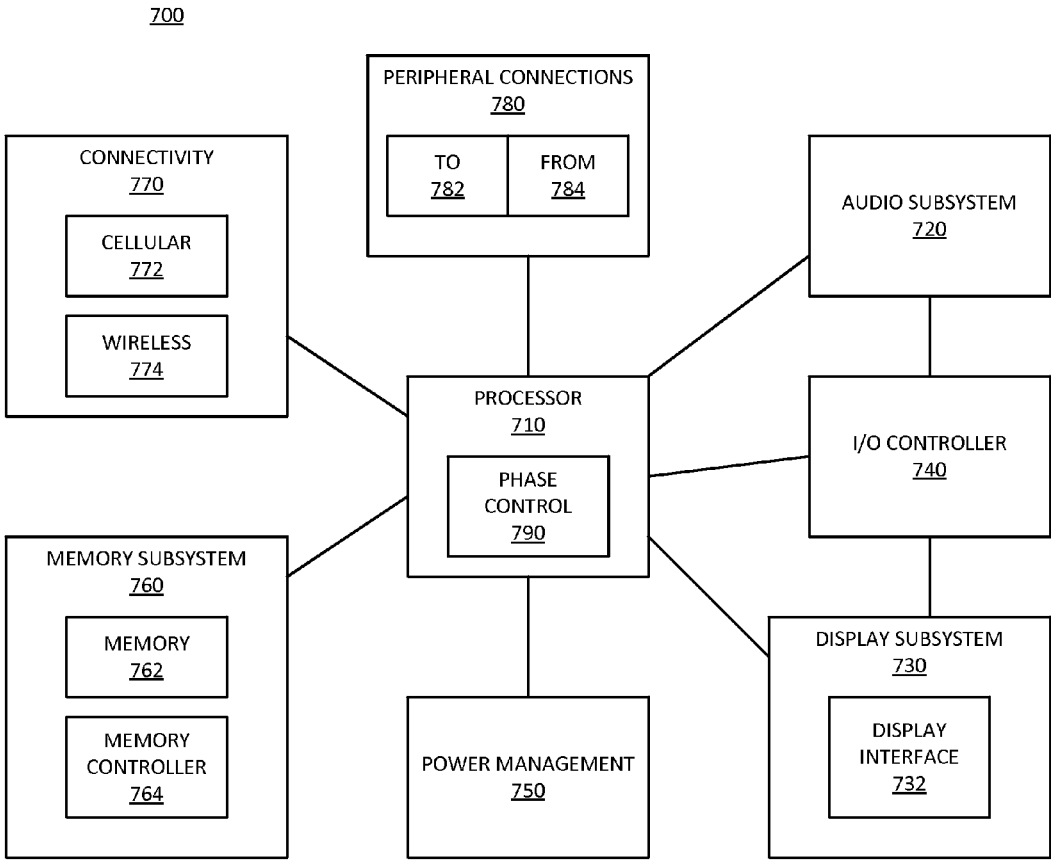 700
PERIPHERAL CONNECTIONS
780
TO
782
FROM
784
CONNECTIVITY
770
CELLULAR
772
WIRELESS
774
AUDIO SUBSYSTEM
720
PROCESSOR
710
PHASE
CONTROL
790
I/O CONTROLLER
740
MEMORY SUBSYSTEM
760
MEMORY
762
MEMORY
CONTROLLER
764
POWER MANAGEMENT
750
DISPLAY SUBSYSTEM
730
DISPLAY
INTERFACE
732